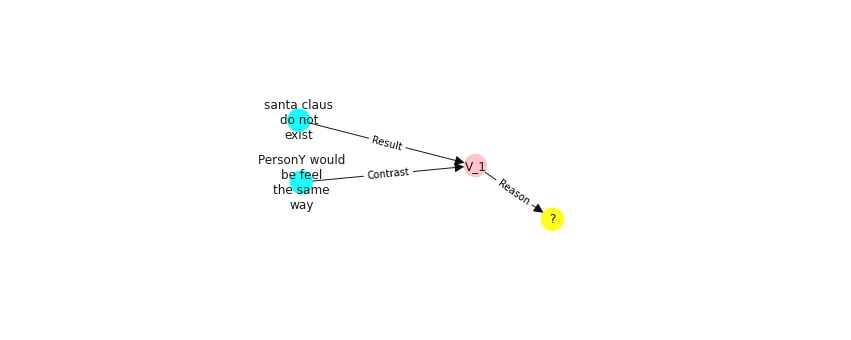 santa claus
do not
exist
Result
PersonY would
be feel
the same
way
Contrast
V_1
Reason
?